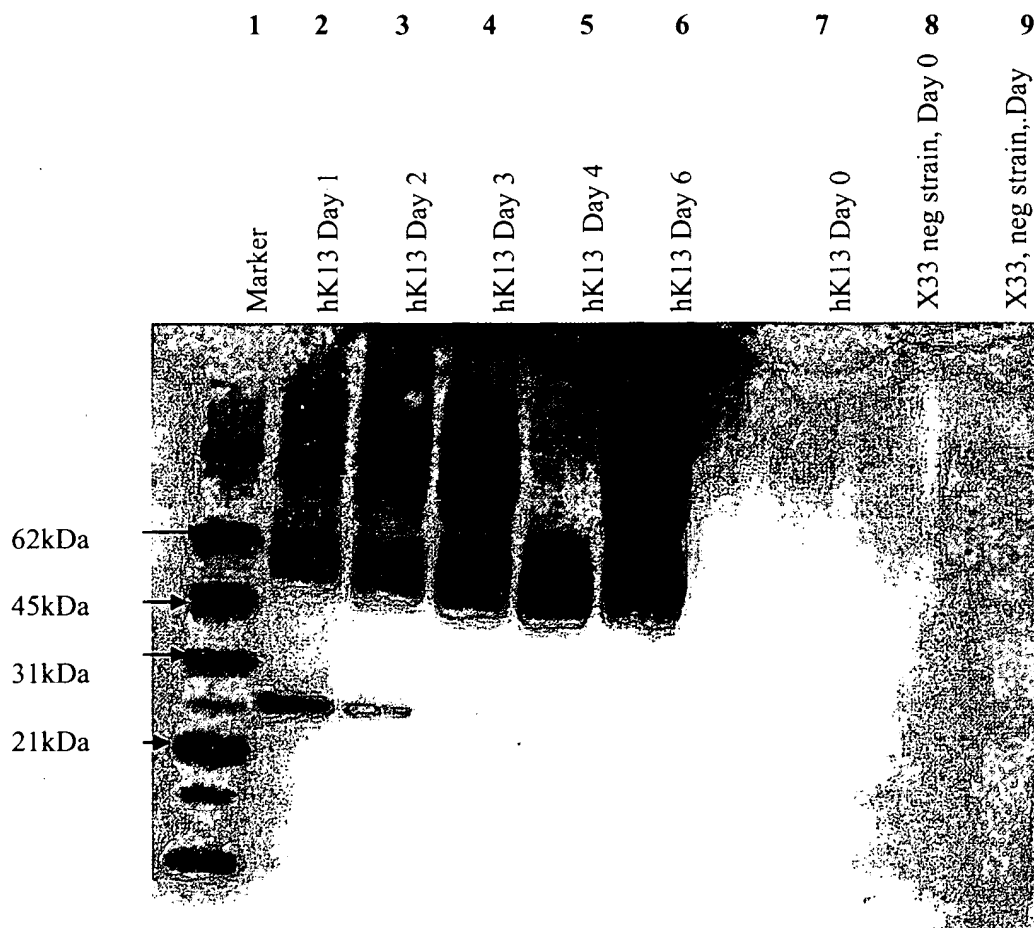 1 2 3 4 5 6 7 8 9
Marker
hK13 Day 1
hK13 Day 2
hK13 Day 3
hK13 Day 4
hK13 Day 6
hK13 Day 0
X33 neg strain, Day 0
X33, neg strain,.Day
62kDa
45kDa
31kDa
21kDa